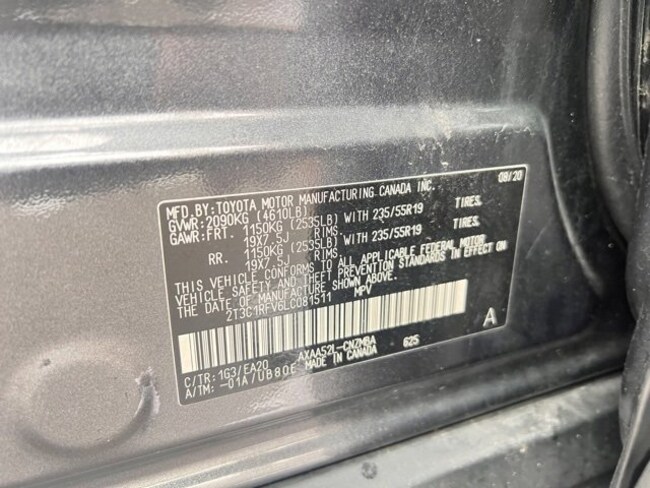 MFD.BY:TOYOTA MOTOR MANUFACTURING CANADA INC. 08/20
GVWR:2090KG (4610LB)
GAWR:FRT. 1150KG (2535LB) WITH 235/55R19 TIRES.
19X7.5J RIMS
RR. 1150KG (2535LB) WITH 235/55R19 TIRES.
19X7.5J RIMS.
THIS VEHICLE CONFORMS TO ALL APPLICABLE FEDERAL MOTOR
VEHICLE SAFETY AND THEFT PREVENTION STANDARDS IN EFFECT ON
THE DATE OF MANUFACTURE SHOWN ABOVE.
2T3C1RFV6LC081511 MPV
A
C/TR: 1G3/EA20 AXAA52L-CNZMBA 625
A/TM: -01A/UB80E MADE IN CANADA